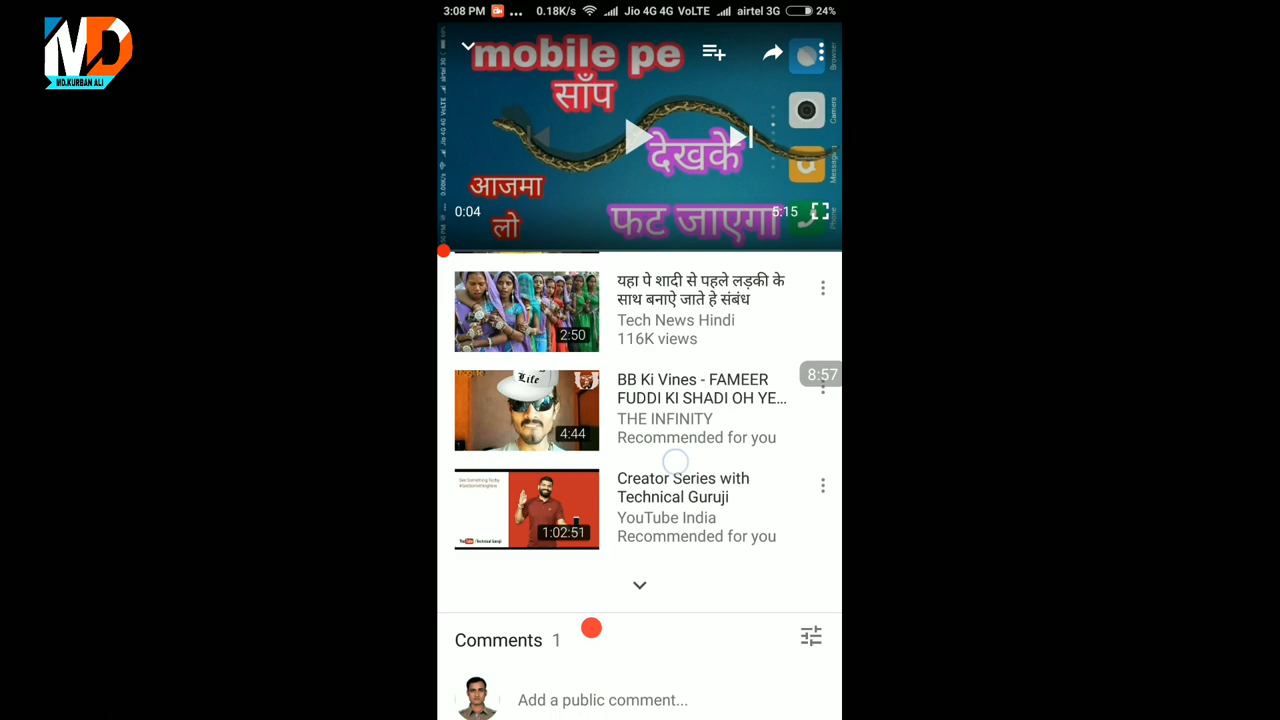 MD
MD.KURBAN ALI
3:08 PM ... 0.18K/s Jio 4G 4G VoLTE airtel 3G 24%
mobile pe
साँप
देखके
आजमा
लो
फट जाएगा
Browser
Camera
0:04
5:15
यहा पे शादी से पहले लड़की के
साथ बनाऐ जाते हे संबंध
Tech News Hindi
116K views
2:50
8:57
Life
BB Ki Vines - FAMEER
FUDDI KI SHADI OH YE...
THE INFINITY
Recommended for you
4:44
Creator Series with
Technical Guruji
YouTube India
Recommended for you
1:02:51
Comments 1
Add a public comment...